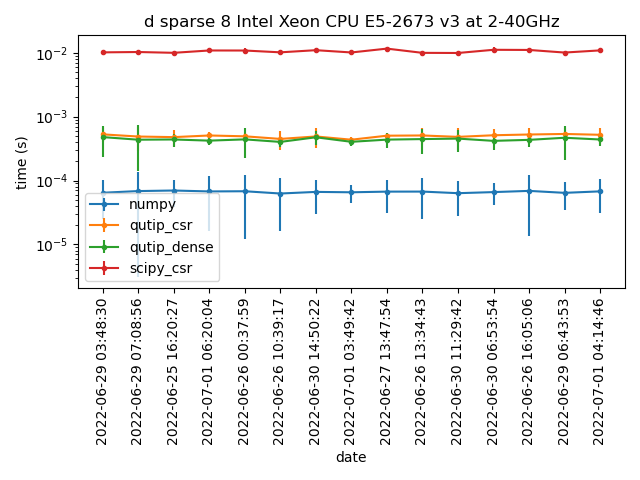 d sparse 8 Intel Xeon CPU E5-2673 v3 at 2-40GHz
time (s)
10⁻²
10⁻³
10⁻⁴
10⁻⁵
numpy
qutip_csr
qutip_dense
scipy_csr
2022-06-29 03:48:30
2022-06-29 07:08:56
2022-06-25 16:20:27
2022-07-01 06:20:04
2022-06-26 00:37:59
2022-06-26 10:39:17
2022-06-30 14:50:22
2022-07-01 03:49:42
2022-06-27 13:47:54
2022-06-26 13:34:43
2022-06-30 11:29:42
2022-06-30 06:53:54
2022-06-26 16:05:06
2022-06-29 06:43:53
2022-07-01 04:14:46
date